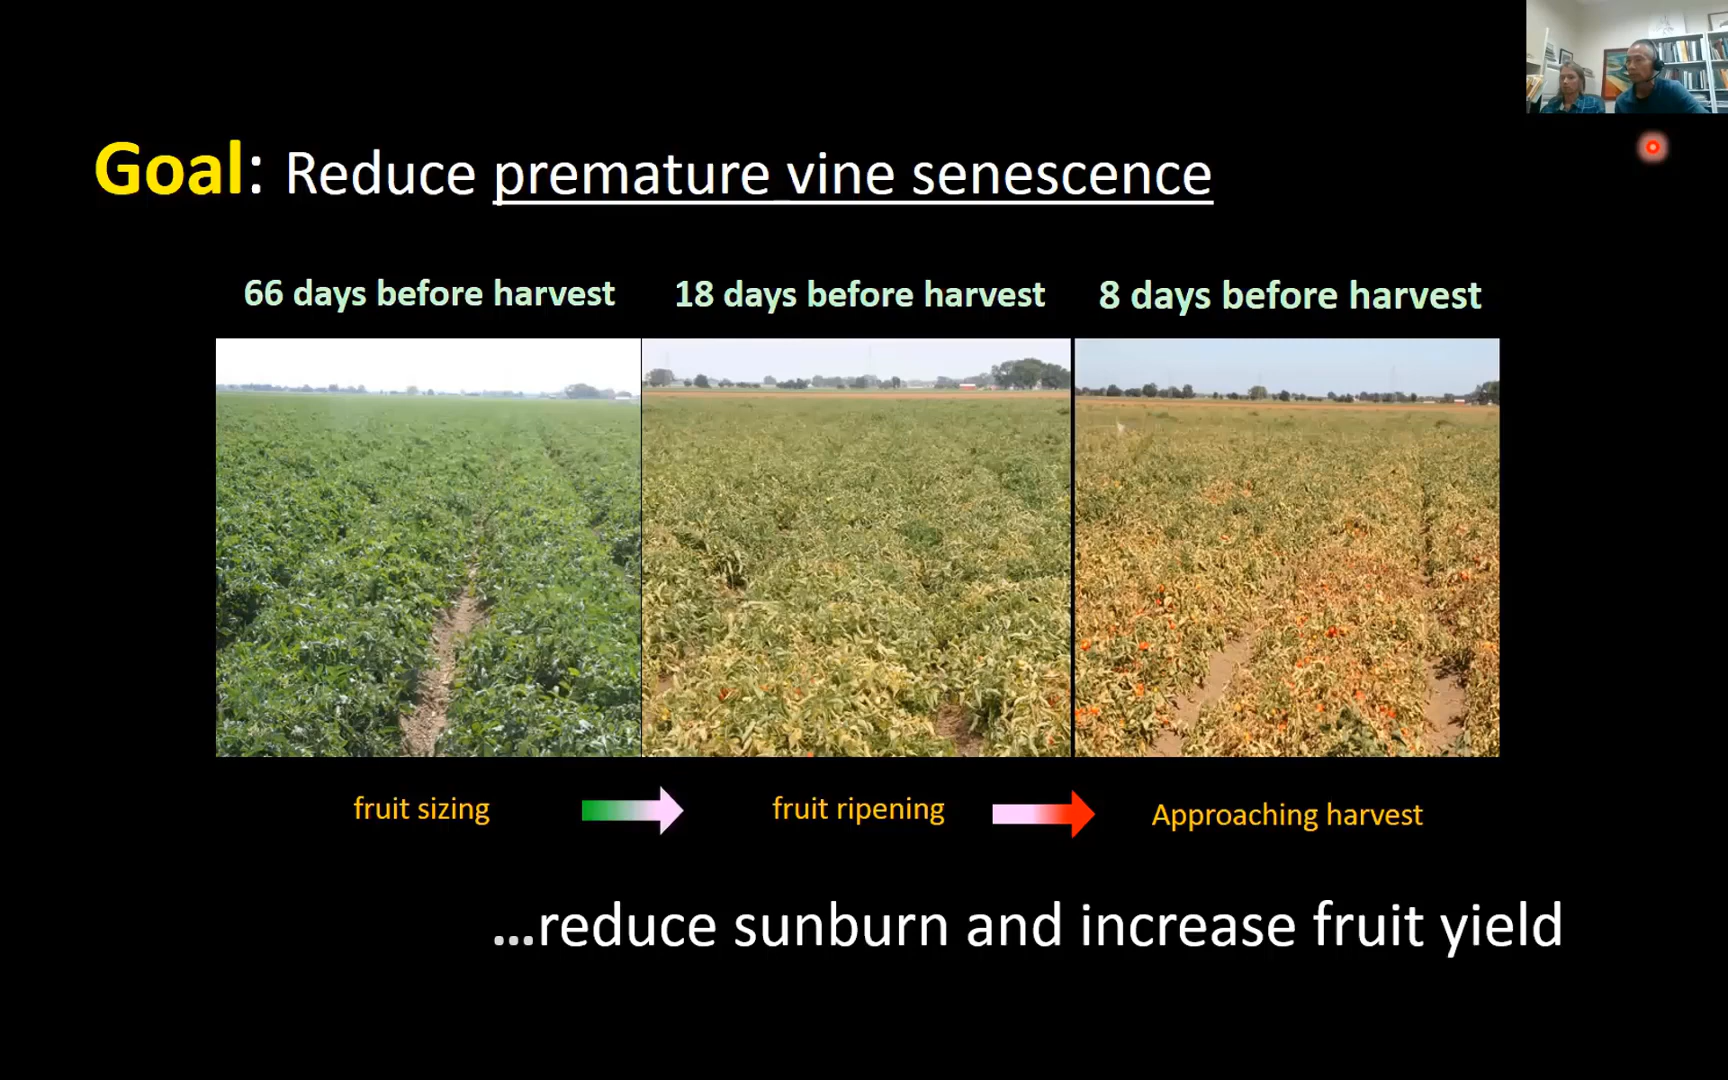 Goal: Reduce premature vine senescence
66 days before harvest
18 days before harvest
8 days before harvest
fruit sizing
fruit ripening
Approaching harvest
...reduce sunburn and increase fruit yield